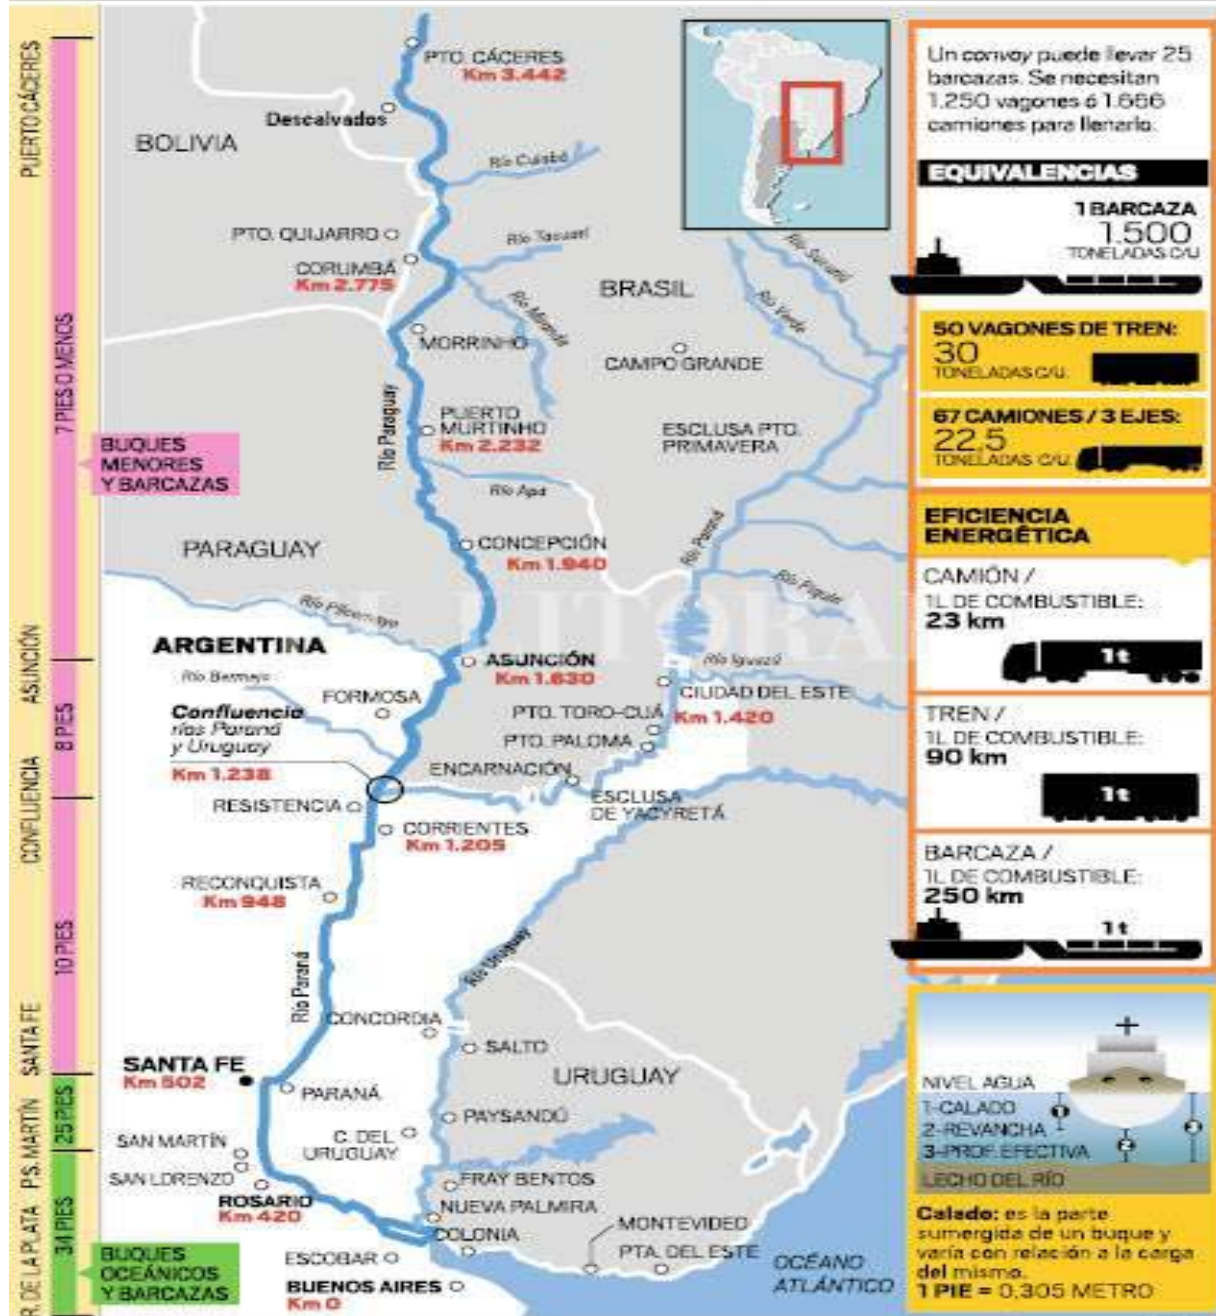 PUERTO CÁCERES
ASUNCIÓN
CONFLUENCIA
SANTA FE
P.S. MARTÍN
R. DE LA PLATA
7 PIES O MENOS
8 PIES
10 PIES
25 PIES
34 PIES
BUQUES
MENORES
Y BARCAZAS
BUQUES
OCEÁNICOS
Y BARCAZAS
PTO. CÁCERES
Km 3.442
Descalvados
BOLIVIA
Río Cuiabá
PTO. QUIJARRO
CORUMBÁ
Km 2.775
Río Taquarí
Río Miranda
BRASIL
Río Sucuriú
Río Verde
MORRINHO
CAMPO GRANDE
Río Paraguay
PUERTO
MURTINHO
Km 2.232
ESCLUSA PTO.
PRIMAVERA
Río Apa
CONCEPCIÓN
Km 1.940
PARAGUAY
Río Paraná
Río Piquirí
Río Pilcomayo
EL LITORAL
ARGENTINA
ASUNCIÓN
Km 1.630
Río Iguazú
Río Bermejo
FORMOSA
CIUDAD DEL ESTE
Km 1.420
Confluencia
ríos Paraná
y Uruguay
Km 1.238
PTO. TORO-CUÁ
PTO. PALOMA
ENCARNACIÓN
ESCLUSA
DE YACYRETÁ
RESISTENCIA
CORRIENTES
Km 1.205
RECONQUISTA
Km 948
Río Paraná
Río Uruguay
CONCORDIA
SALTO
SANTA FE
Km 502
PARANÁ
URUGUAY
PAYSANDÚ
C. DEL
URUGUAY
SAN MARTÍN
SAN LORENZO
ROSARIO
Km 420
FRAY BENTOS
NUEVA PALMIRA
COLONIA
MONTEVIDEO
PTA. DEL ESTE
ESCOBAR
BUENOS AIRES
Km 0
OCÉANO
ATLÁNTICO
Un convoy puede llevar 25
barcazas. Se necesitan
1.250 vagones ó 1.666
camiones para llenarlo.
EQUIVALENCIAS
1 BARCAZA
1.500
TONELADAS C/U
50 VAGONES DE TREN:
30
TONELADAS C/U.
67 CAMIONES / 3 EJES:
22,5
TONELADAS C/U.
EFICIENCIA
ENERGÉTICA
CAMIÓN /
1L DE COMBUSTIBLE:
23 km
1t
TREN /
1L DE COMBUSTIBLE:
90 km
1t
BARCAZA /
1L DE COMBUSTIBLE:
250 km
1t
NIVEL AGUA
1-CALADO
2-REVANCHA
3-PROF. EFECTIVA
LECHO DEL RÍO
1
2
3
Calado: es la parte
sumergida de un buque y
varía con relación a la carga
del mismo.
1 PIE = 0.305 METRO